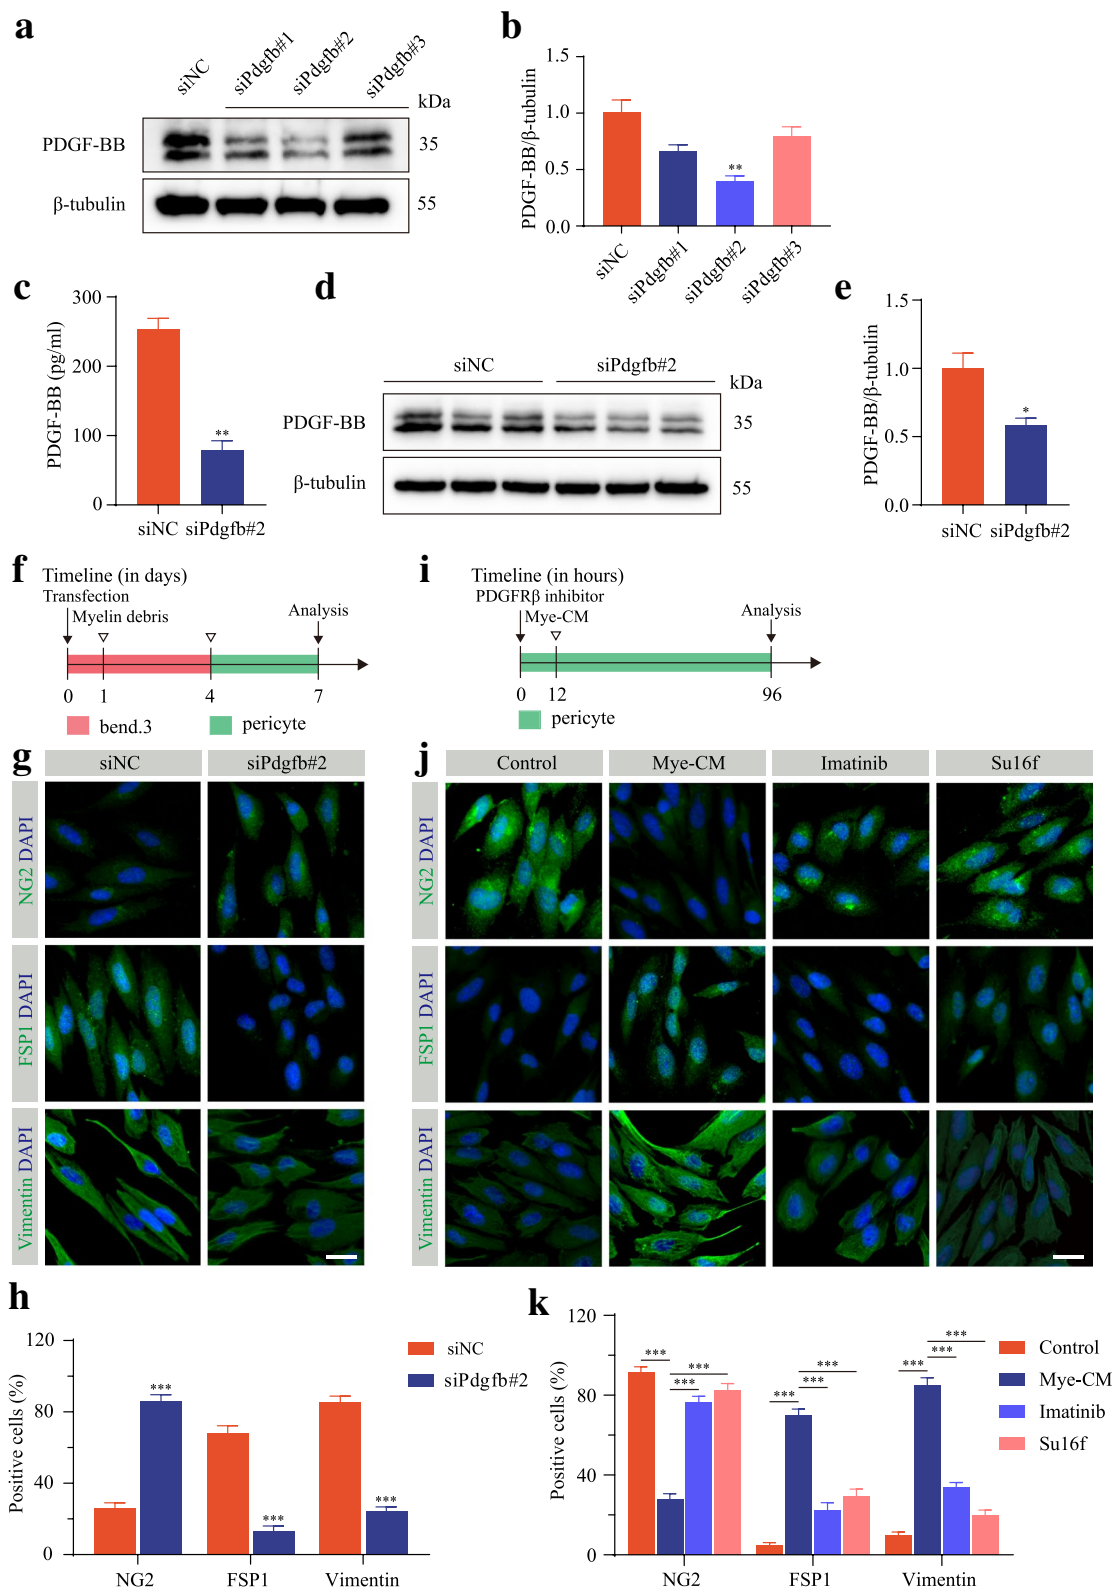 a
siNC
siPdgfb#1
siPdgfb#2
siPdgfb#3
kDa
PDGF-BB
35
β-tubulin
55
b
PDGF-BB/β-tubulin
1.5
1.0
0.5
0.0
**
siNC
siPdgfb#1
siPdgfb#2
siPdgfb#3
c
PDGF-BB (pg/ml)
300
200
100
0
**
siNC siPdgfb#2
d
siNC siPdgfb#2
kDa
PDGF-BB
35
β-tubulin
55
e
PDGF-BB/β-tubulin
1.5
1.0
0.5
0.0
*
siNC siPdgfb#2
f
Timeline (in days)
Transfection
Myelin debris
Analysis
0 1 4 7
bend.3 pericyte
i
Timeline (in hours)
PDGFRβ inhibitor
Mye-CM
Analysis
0 12 96
pericyte
g
siNC siPdgfb#2
NG2 DAPI
FSP1 DAPI
Vimentin DAPI
j
Control Mye-CM Imatinib Su16f
NG2 DAPI
FSP1 DAPI
Vimentin DAPI
h
Positive cells (%)
120
80
40
0
***
***
***
siNC
siPdgfb#2
NG2 FSP1 Vimentin
k
Positive cells (%)
120
80
40
0
***
***
***
***
***
***
***
***
***
Control
Mye-CM
Imatinib
Su16f
NG2 FSP1 Vimentin